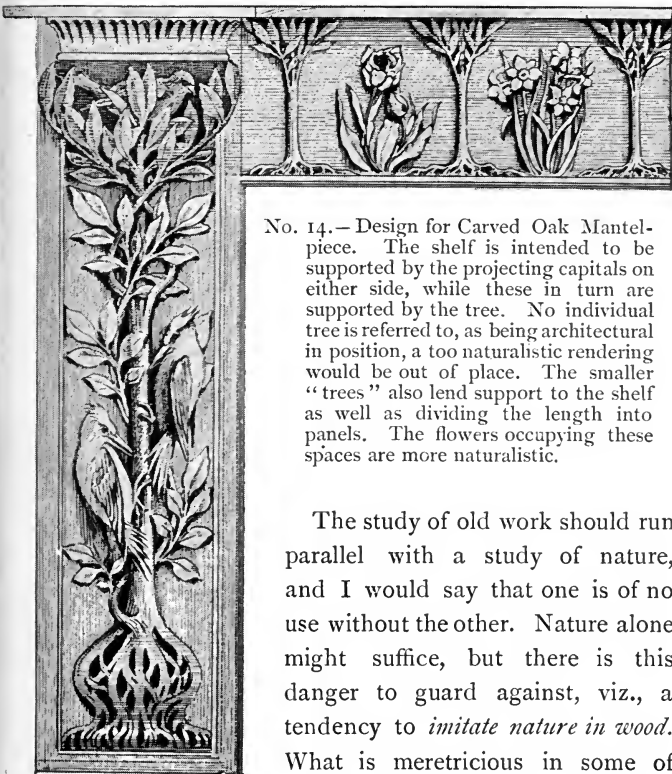 No. 14.—Design for Carved Oak Mantel-
piece. The shelf is intended to be
supported by the projecting capitals on
either side, while these in turn are
supported by the tree. No individual
tree is referred to, as being architectural
in position, a too naturalistic rendering
would be out of place. The smaller
“trees” also lend support to the shelf
as well as dividing the length into
panels. The flowers occupying these
spaces are more naturalistic.
The study of old work should run
parallel with a study of nature,
and I would say that one is of no
use without the other. Nature alone
might suffice, but there is this
danger to guard against, viz., a
tendency to imitate nature in wood.
What is meretricious in some of